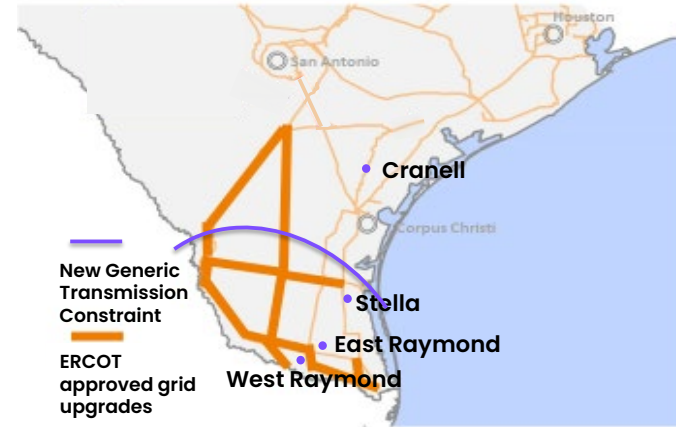 Houston
San Antonio
Cranell
Corpus Christi
New Generic
Transmission
Constraint
Stella
ERCOT
approved grid
upgrades
East Raymond
West Raymond